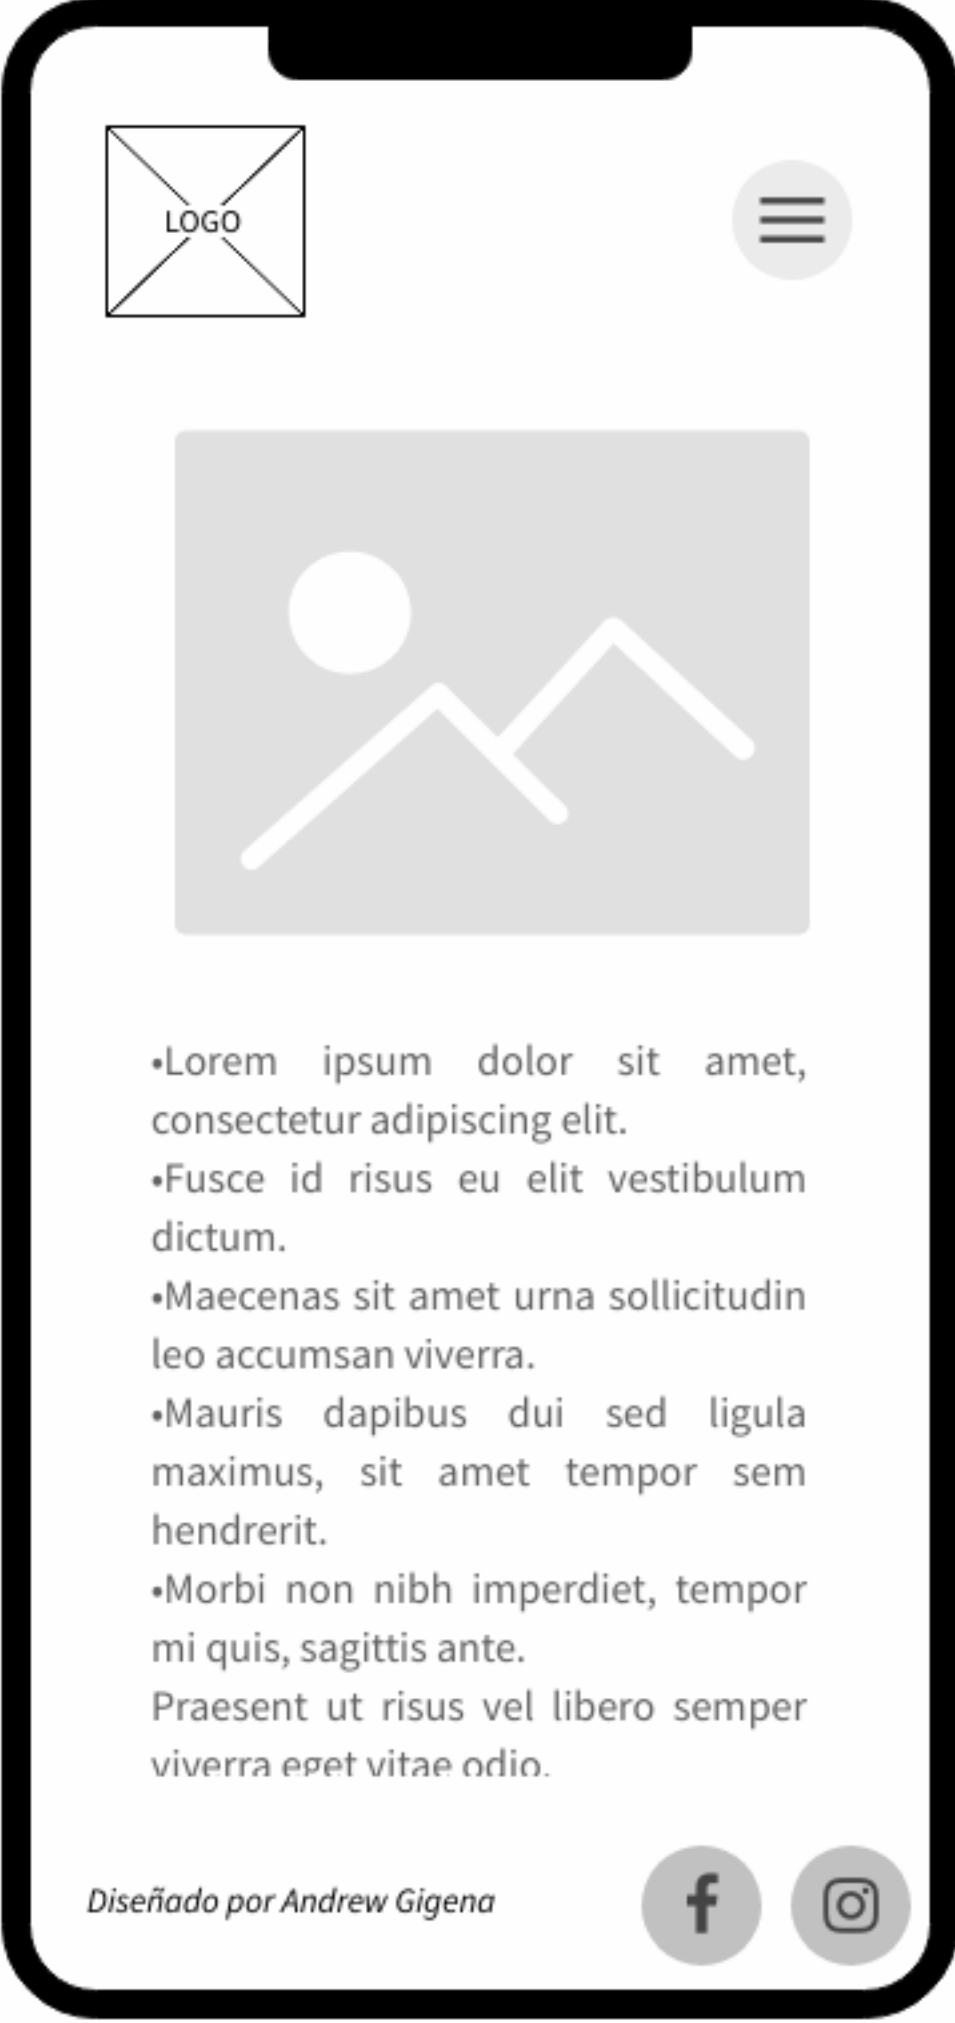 LOGO
•Lorem ipsum dolor sit amet,
consectetur adipiscing elit.
•Fusce id risus eu elit vestibulum
dictum.
•Maecenas sit amet urna sollicitudin
leo accumsan viverra.
•Mauris dapibus dui sed ligula
maximus, sit amet tempor sem
hendrerit.
•Morbi non nibh imperdiet, tempor
mi quis, sagittis ante.
Praesent ut risus vel libero semper
viverra eget vitae odio.
Diseñado por Andrew Gigena